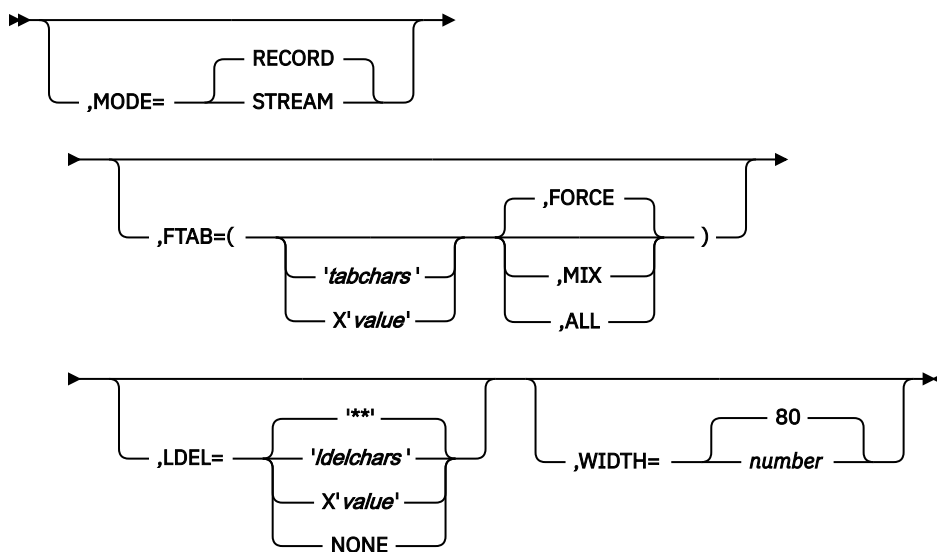 RECORD
,MODE=
STREAM
,FORCE
,FTAB=(
)
'tabchars'
,MIX
X'value'
,ALL
'**'
80
,LDEL=
'ldelchars'
,WIDTH=
number
X'value'
NONE